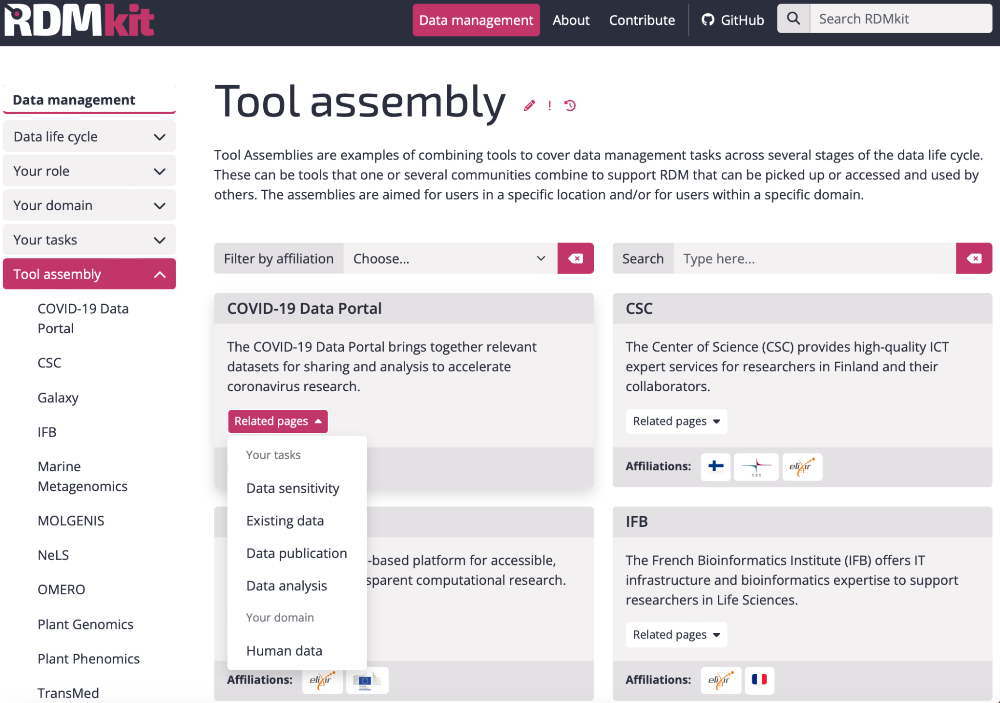 RDMkit
Data management
About
Contribute
GitHub
Search RDMkit
Data management
Data life cycle
Your role
Your domain
Your tasks
Tool assembly
COVID-19 Data
Portal
CSC
Galaxy
IFB
Marine
Metagenomics
MOLGENIS
NeLS
OMERO
Plant Genomics
Plant Phenomics
TransMed
Tool assembly
Tool Assemblies are examples of combining tools to cover data management tasks across several stages of the data life cycle.
These can be tools that one or several communities combine to support RDM that can be picked up or accessed and used by
others. The assemblies are aimed for users in a specific location and/or for users within a specific domain.
Filter by affiliation
Choose...
Search
Type here...
COVID-19 Data Portal
The COVID-19 Data Portal brings together relevant
datasets for sharing and analysis to accelerate
coronavirus research.
Related pages
Your tasks
Data sensitivity
Existing data
Data publication
Data analysis
Your domain
Human data
CSC
The Center of Science (CSC) provides high-quality ICT
expert services for researchers in Finland and their
collaborators.
Related pages
Affiliations:
CSC
elixir
-based platform for accessible,
sparent computational research.
Affiliations:
elixir
European
Commission
IFB
The French Bioinformatics Institute (IFB) offers IT
infrastructure and bioinformatics expertise to support
researchers in Life Sciences.
Related pages
Affiliations:
elixir